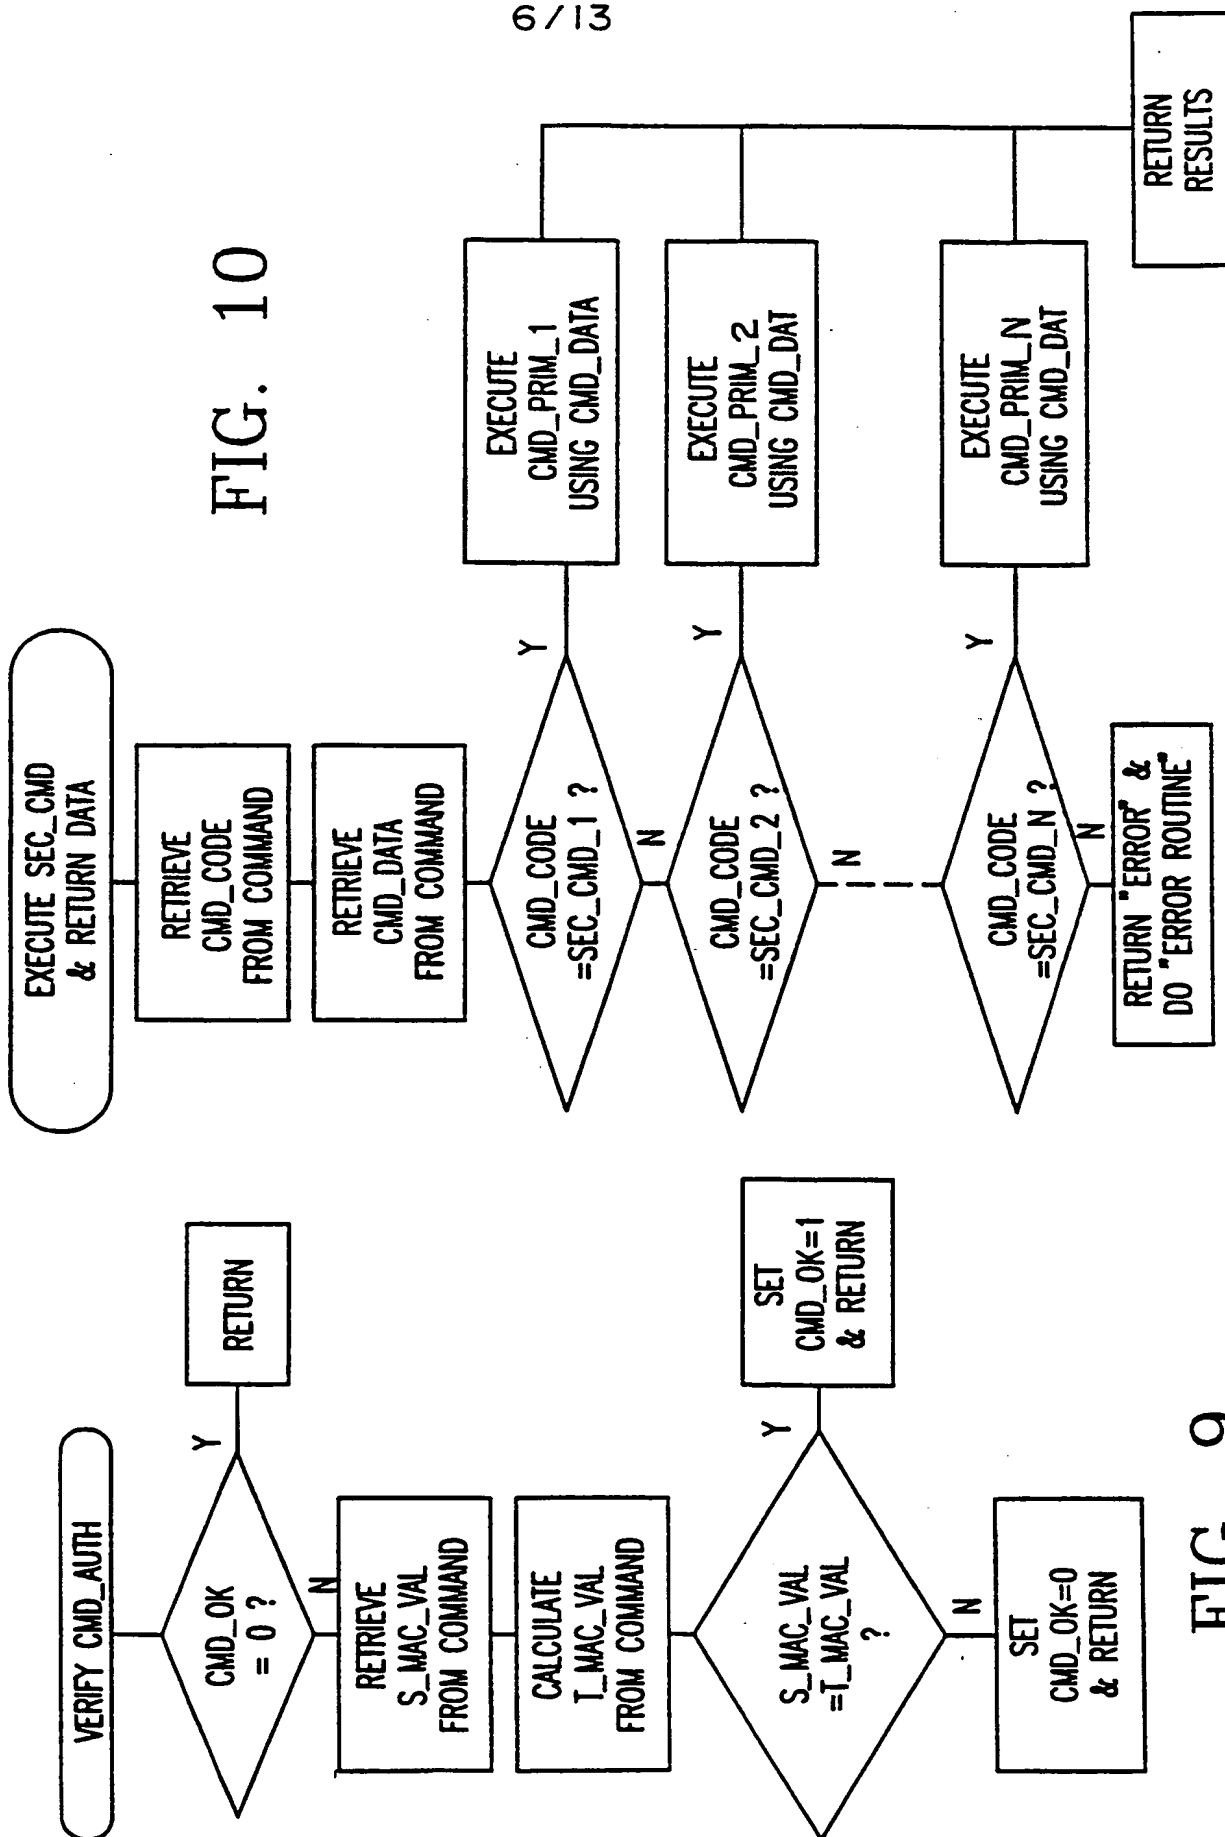 6/13
VERIFY CMD_AUTH
CMD_OK
= 0 ?
Y
RETURN
N
RETRIEVE
S_MAC_VAL
FROM COMMAND
CALCULATE
T_MAC_VAL
FROM COMMAND
S_MAC_VAL
=T_MAC_VAL
?
Y
SET
CMD_OK=1
& RETURN
N
SET
CMD_OK=0
& RETURN
FIG. 9
EXECUTE SEC_CMD
& RETURN DATA
RETRIEVE
CMD_CODE
FROM COMMAND
RETRIEVE
CMD_DATA
FROM COMMAND
CMD_CODE
=SEC_CMD_1 ?
Y
EXECUTE
CMD_PRIM_1
USING CMD_DATA
N
CMD_CODE
=SEC_CMD_2 ?
Y
EXECUTE
CMD_PRIM_2
USING CMD_DAT
N
CMD_CODE
=SEC_CMD_N ?
Y
EXECUTE
CMD_PRIM_N
USING CMD_DAT
N
RETURN "ERROR" &
DO "ERROR ROUTINE"
RETURN
RESULTS
FIG. 10